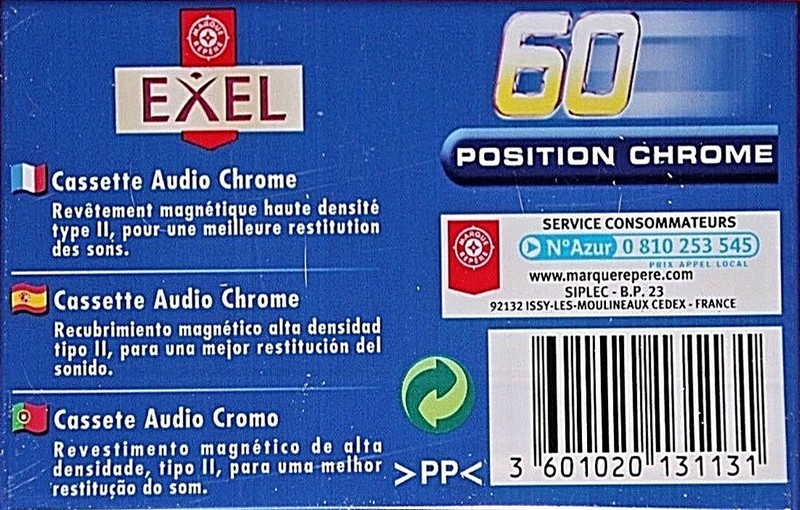 MARQUE REPÈRE
EXEL
60
POSITION CHROME
Cassette Audio Chrome
Revêtement magnétique haute densité
type II, pour une meilleure restitution
des sons.
Cassette Audio Chrome
Recubrimiento magnético alta densidad
tipo II, para una mejor restitución del
sonido.
Cassete Audio Cromo
Revestimento magnético de alta
densidade, tipo II, para uma melhor
restitução do som.
MARQUE REPÈRE
SERVICE CONSOMMATEURS
N°Azur 0 810 253 545
PRIX APPEL LOCAL
www.marquerepere.com
SIPLEC - B.P. 23
92132 ISSY-LES-MOULINEAUX CEDEX - FRANCE
>PP<
3 601020 131131